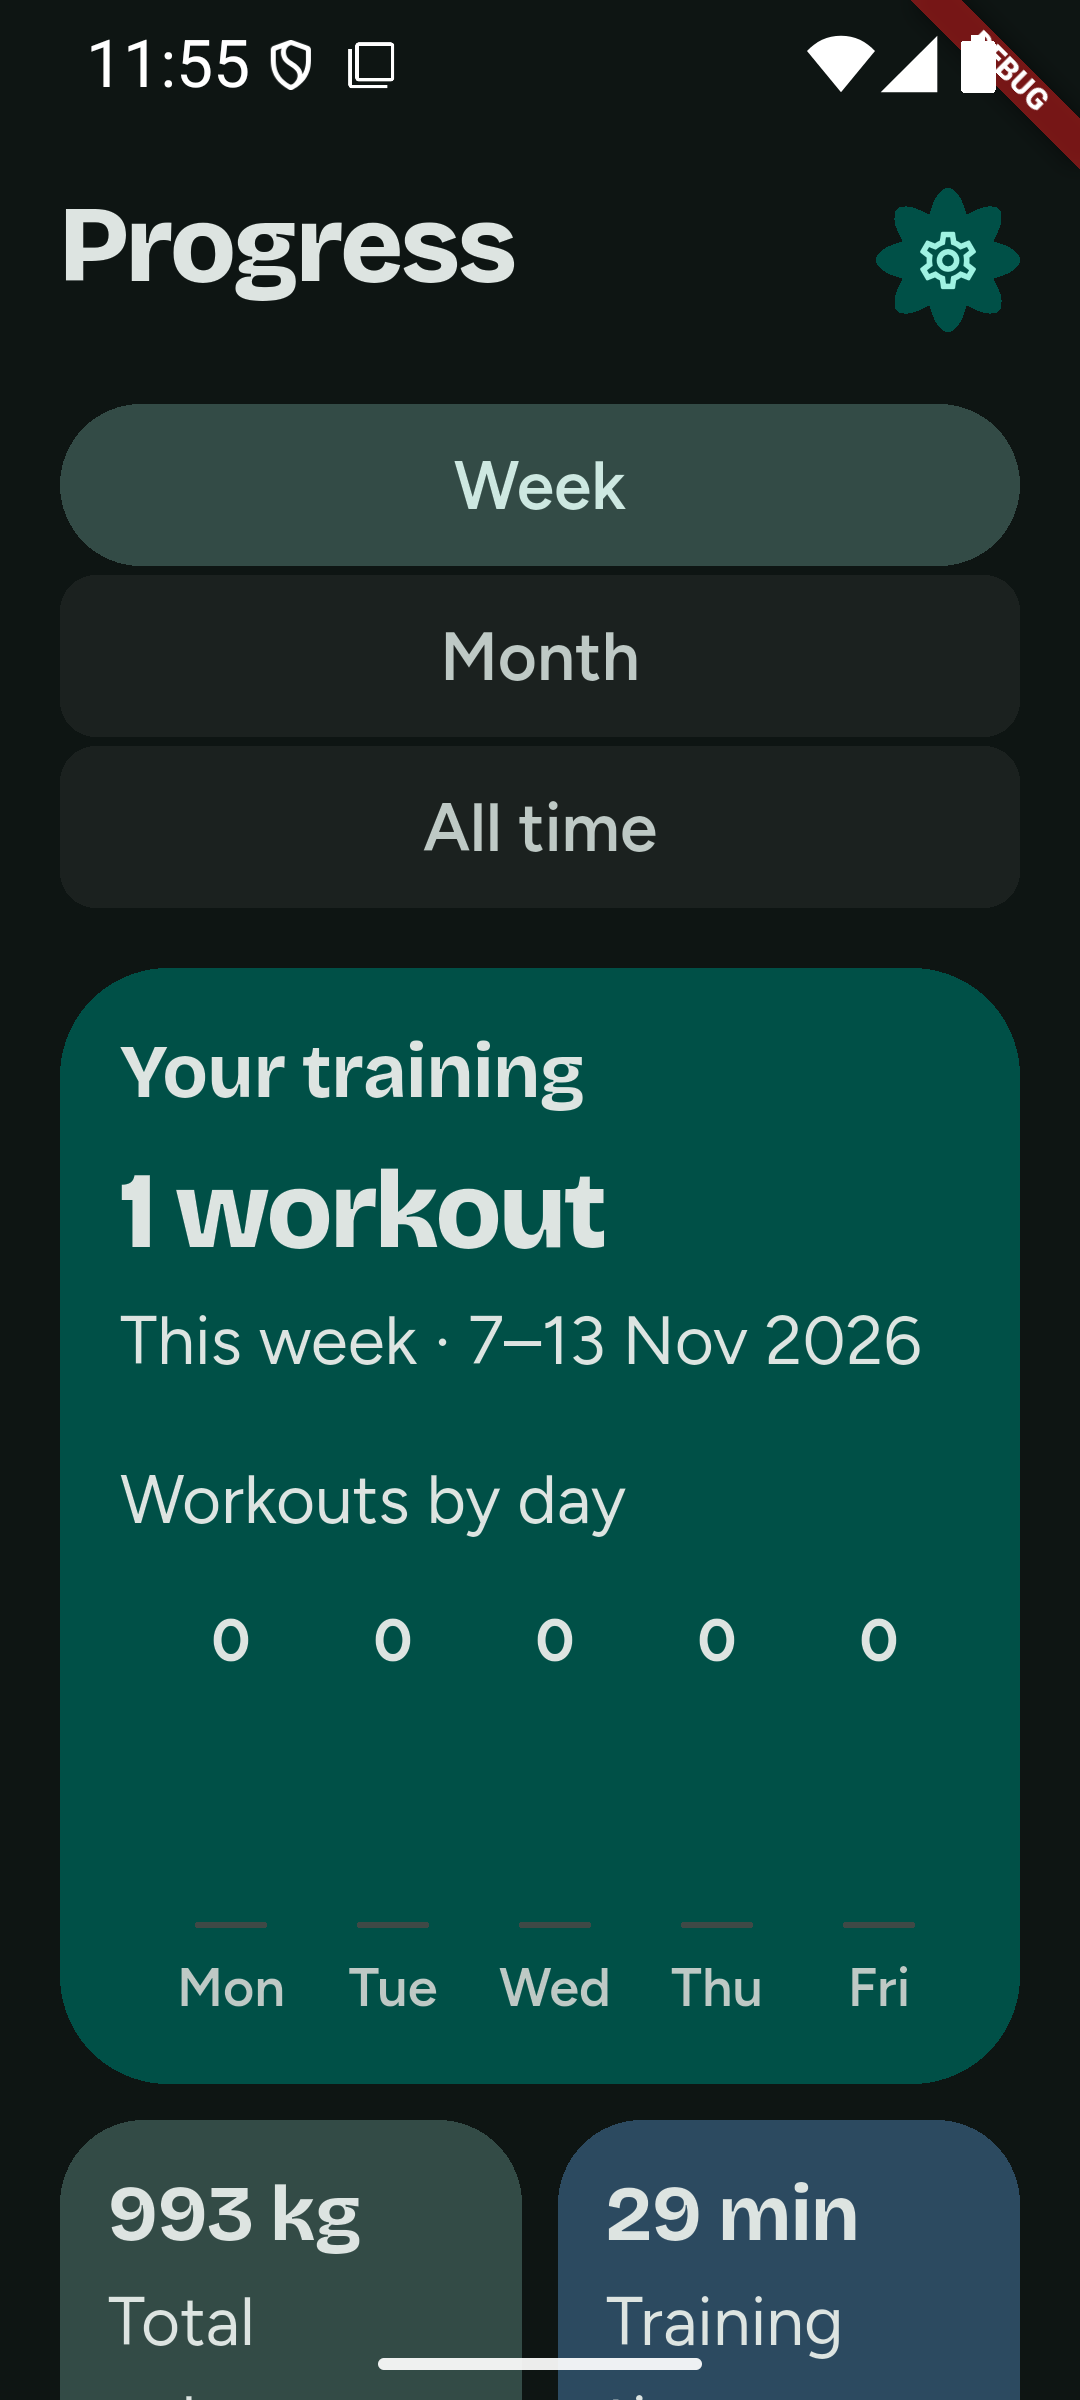 11:55
DEBUG
Progress
Week
Month
All time
Your training
1 workout
This week · 7–13 Nov 2026
Workouts by day
0 0 0 0 0
Mon Tue Wed Thu Fri
993 kg
Total
29 min
Training